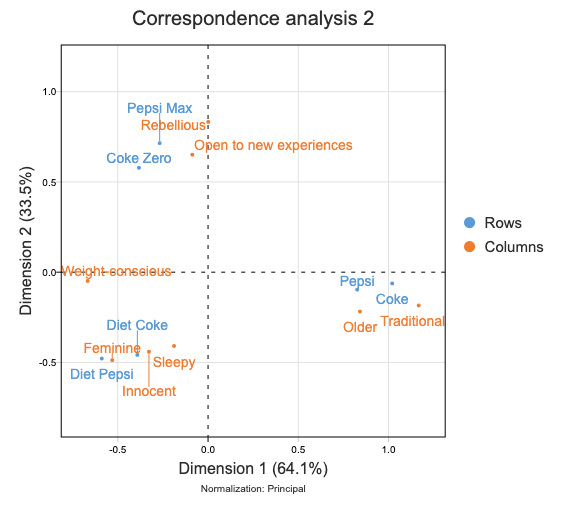 Correspondence analysis 2
Pepsi Max
Rebellious
Open to new experiences
Coke Zero
Weight-conscious
Pepsi
Coke
Traditional
Older
Diet Coke
Feminine
Sleepy
Diet Pepsi
Innocent
1.0
0.5
0.0
-0.5
-0.5
0.0
0.5
1.0
Dimension 2 (33.5%)
Dimension 1 (64.1%)
Normalization: Principal
Rows
Columns